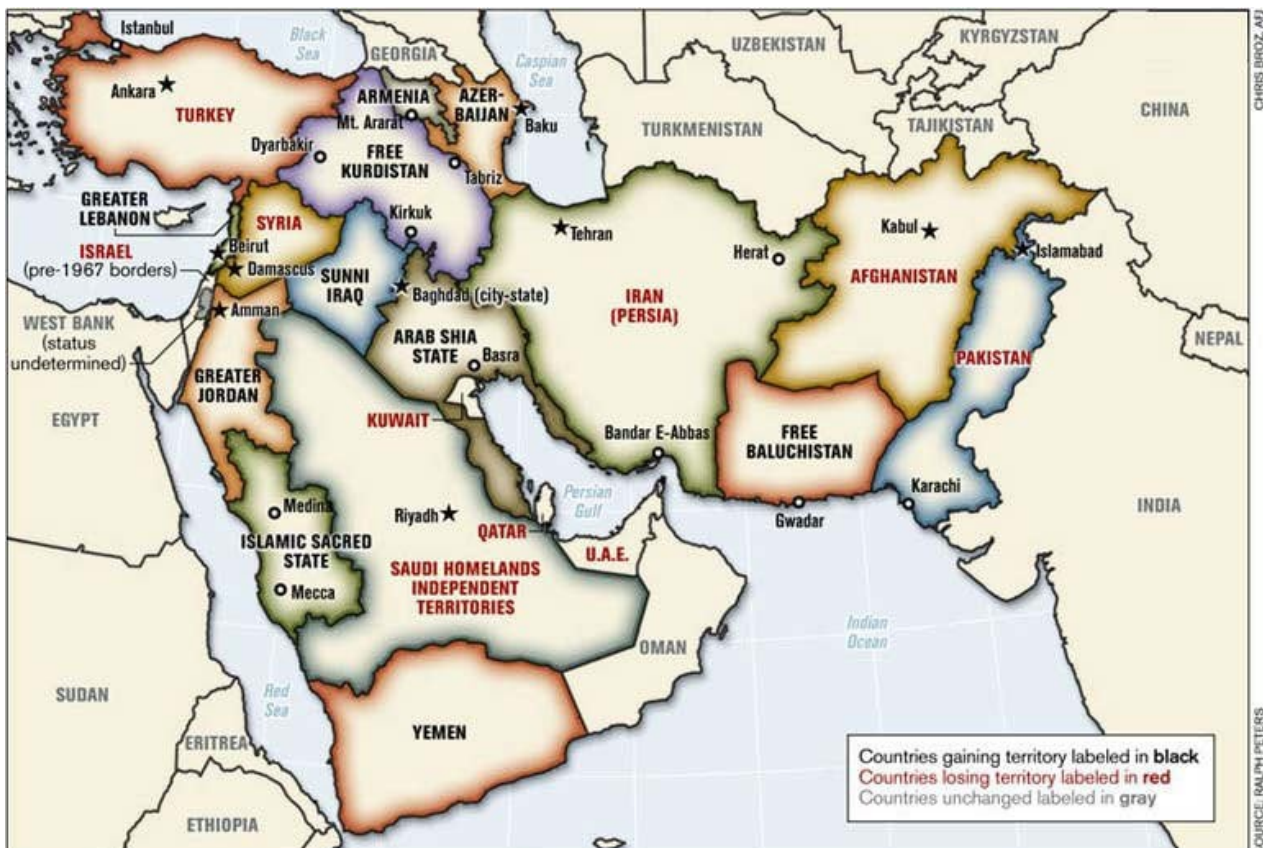 Istanbul
Black
Sea
GEORGIA
Caspian
Sea
UZBEKISTAN
KYRGYZSTAN
CHRIS BROZ, AFJ
Ankara
TURKEY
ARMENIA
AZER-
BAIJAN
Mt. Ararat
Baku
TURKMENISTAN
TAJIKISTAN
CHINA
Dyarbakir
FREE
KURDISTAN
Tabriz
GREATER
LEBANON
SYRIA
Kirkuk
Tehran
Herat
Kabul
Islamabad
ISRAEL
(pre-1967 borders)
Beirut
Damascus
SUNNI
IRAQ
Baghdad (city-state)
IRAN
(PERSIA)
AFGHANISTAN
WEST BANK
(status
undetermined)
Amman
ARAB SHIA
STATE
Basra
PAKISTAN
NEPAL
GREATER
JORDAN
EGYPT
KUWAIT
Bandar E-Abbas
FREE
BALUCHISTAN
Karachi
Medina
Riyadh
Persian
Gulf
Gwadar
INDIA
ISLAMIC SACRED
STATE
QATAR
U.A.E.
Mecca
SAUDI HOMELANDS
INDEPENDENT
TERRITORIES
OMAN
Indian
Ocean
SUDAN
Red
Sea
YEMEN
ERITREA
ETHIOPIA
Countries gaining territory labeled in black
Countries losing territory labeled in red
Countries unchanged labeled in gray
OURCE: RALPH PETERS